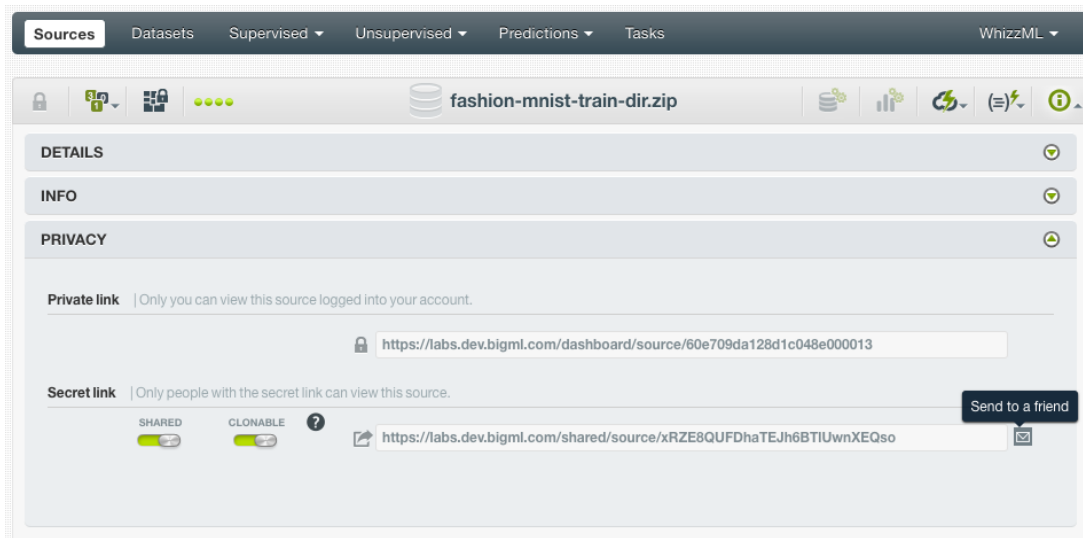 Sources Datasets Supervised Unsupervised Predictions Tasks WhizzML
fashion-mnist-train-dir.zip
DETAILS
INFO
PRIVACY
Private link | Only you can view this source logged into your account.
https://labs.dev.bigml.com/dashboard/source/60e709da128d1c048e000013
Secret link | Only people with the secret link can view this source.
Send to a friend
SHARED CLONABLE ?
https://labs.dev.bigml.com/shared/source/xRZE8QUFDhaTEJh6BTlUwnXEQso